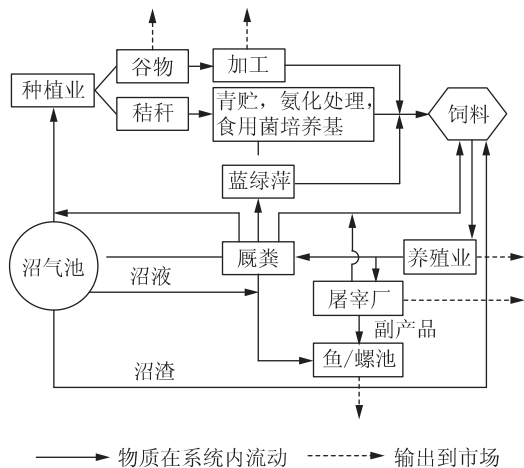 谷物
加工
种植业
秸秆
青贮，氨化处理，
食用菌培养基
饲料
蓝绿萍
沼气池
厩粪
养殖业
沼液
屠宰厂
副产品
鱼/螺池
沼渣
物质在系统内流动
输出到市场